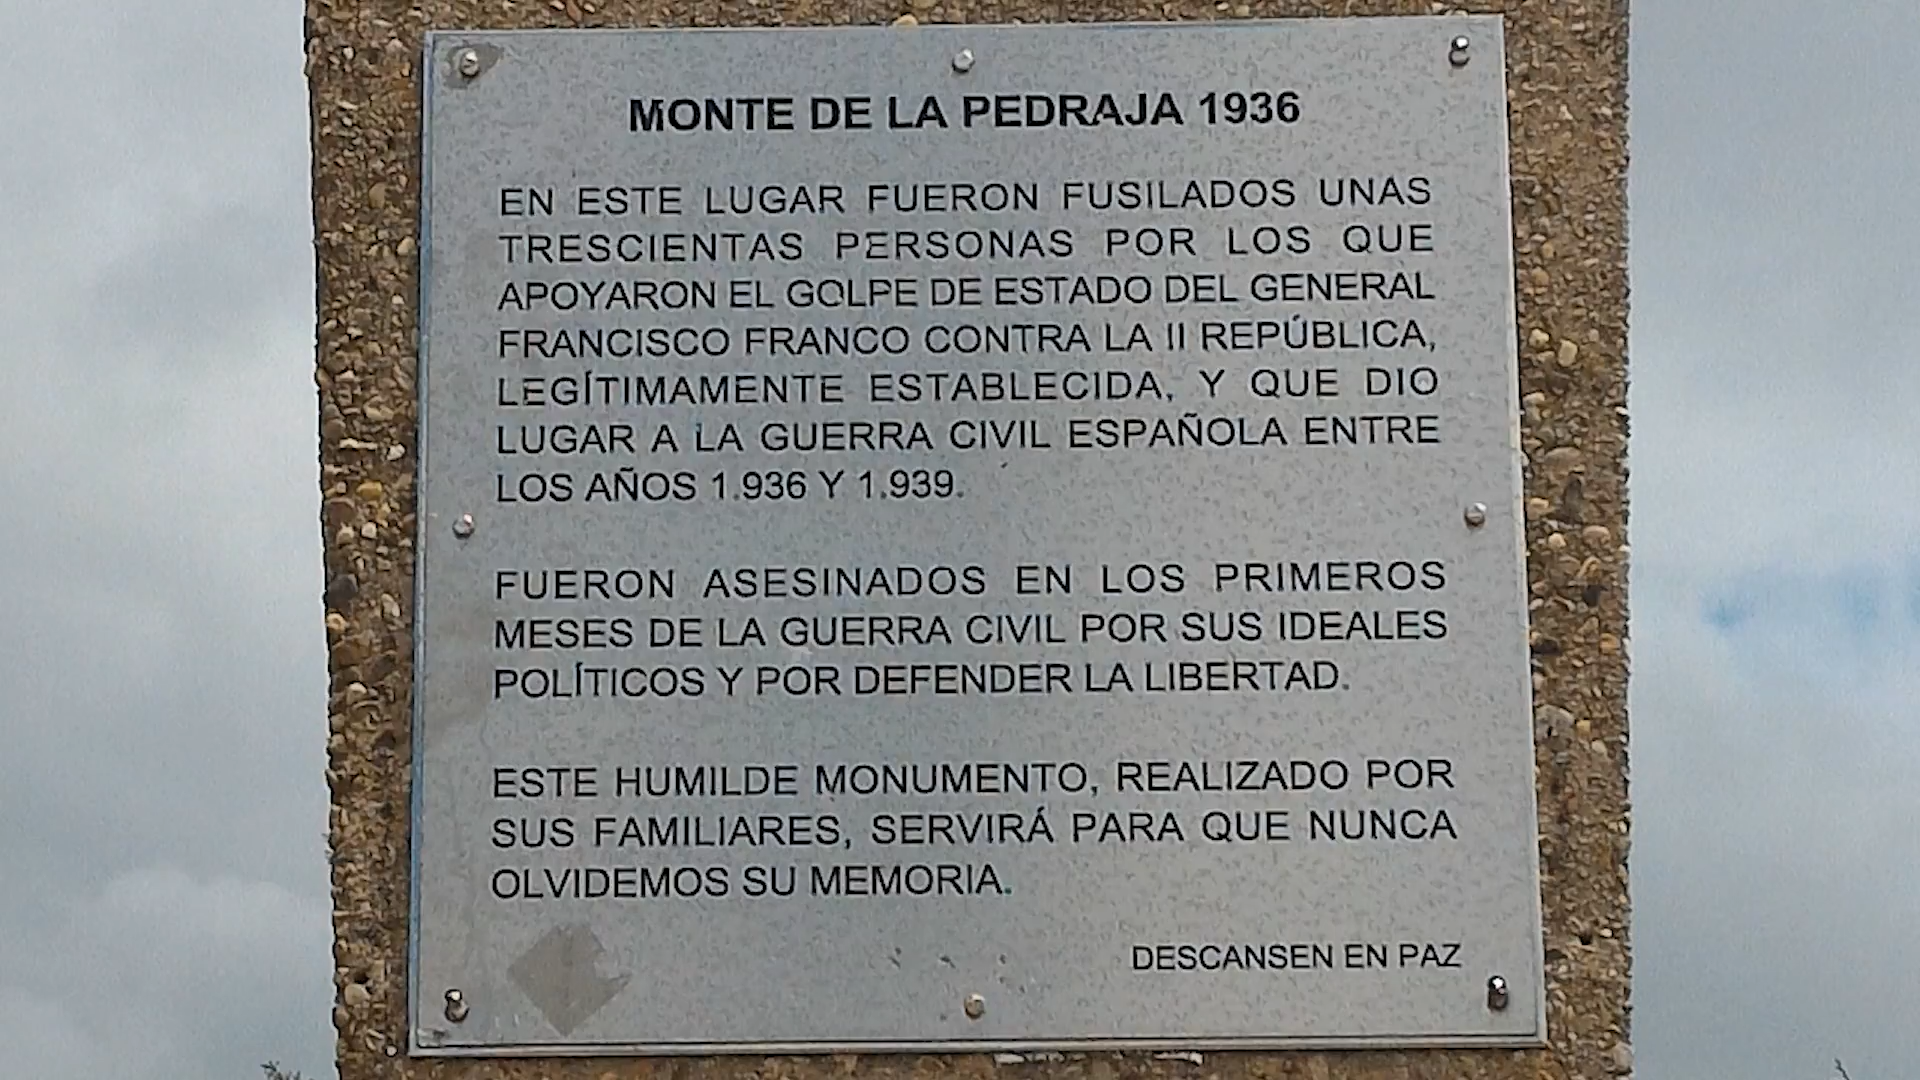 MONTE DE LA PEDRAJA 1936
EN ESTE LUGAR FUERON FUSILADOS UNAS
TRESCIENTAS PERSONAS POR LOS QUE
APOYARON EL GOLPE DE ESTADO DEL GENERAL
FRANCISCO FRANCO CONTRA LA II REPÚBLICA,
LEGÍTIMAMENTE ESTABLECIDA, Y QUE DIO
LUGAR A LA GUERRA CIVIL ESPAÑOLA ENTRE
LOS AÑOS 1.936 Y 1.939.
FUERON ASESINADOS EN LOS PRIMEROS
MESES DE LA GUERRA CIVIL POR SUS IDEALES
POLÍTICOS Y POR DEFENDER LA LIBERTAD.
ESTE HUMILDE MONUMENTO, REALIZADO POR
SUS FAMILIARES, SERVIRÁ PARA QUE NUNCA
OLVIDEMOS SU MEMORIA.
DESCANSEN EN PAZ